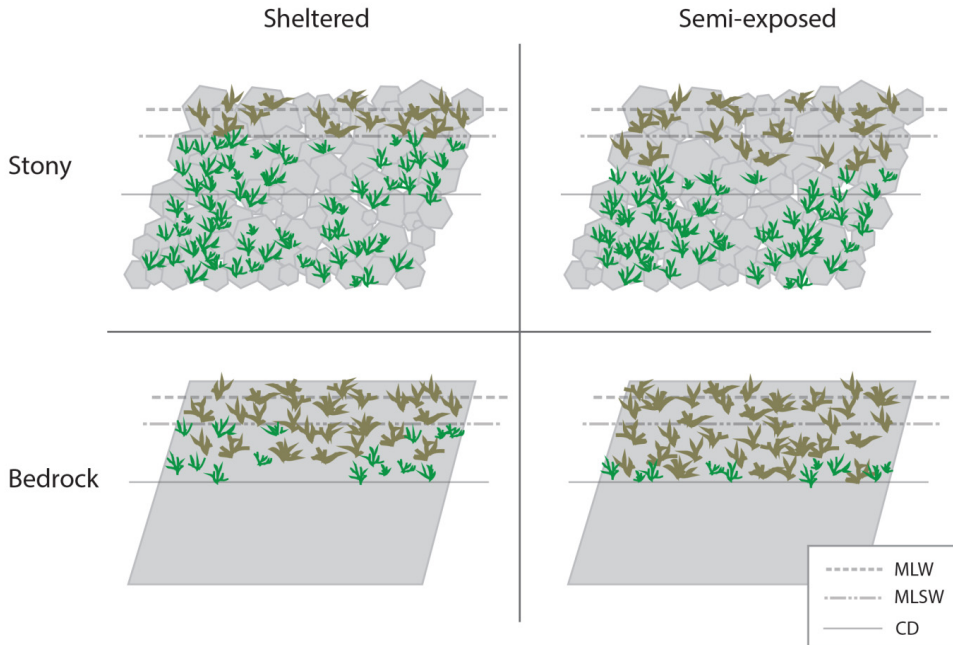 Sheltered
Semi-exposed
Stony
Bedrock
MLW
MLSW
CD